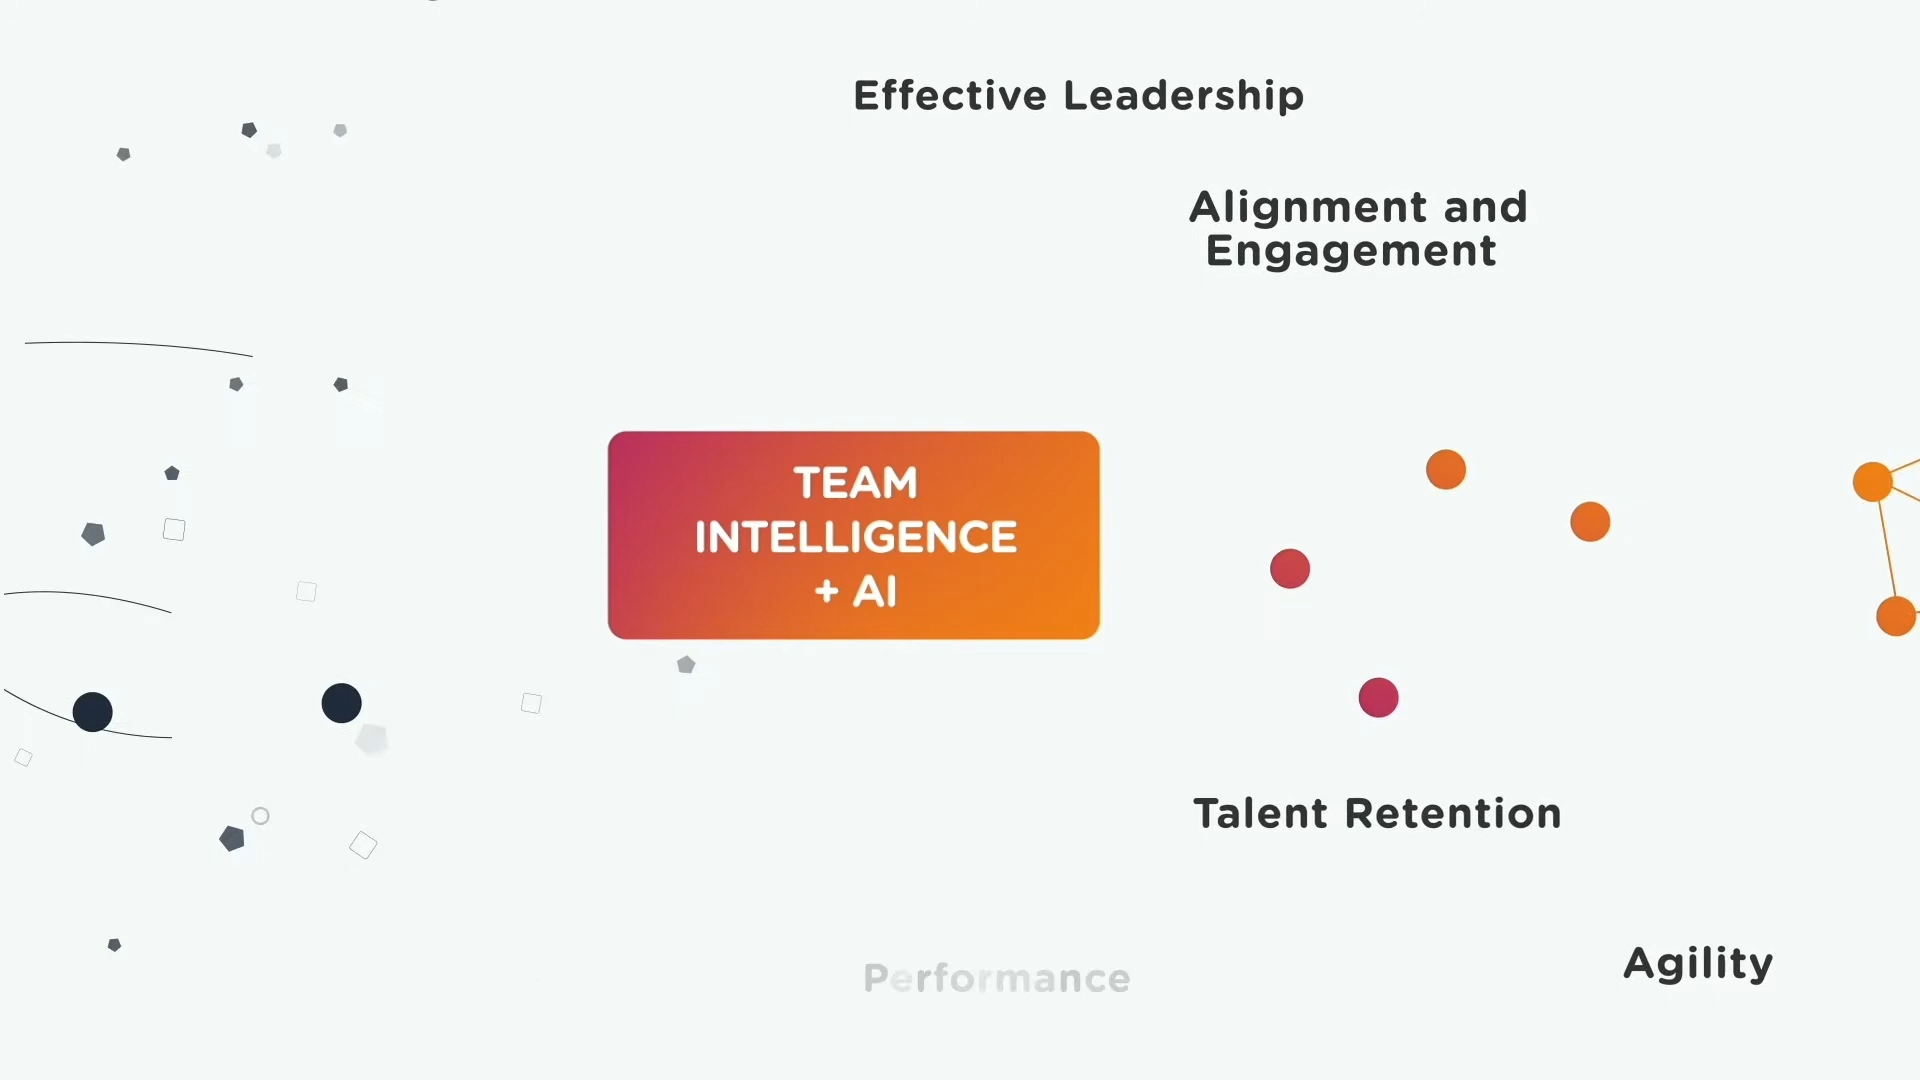 Effective Leadership
Alignment and
Engagement
TEAM
INTELLIGENCE
+ AI
Talent Retention
Agility
Performance